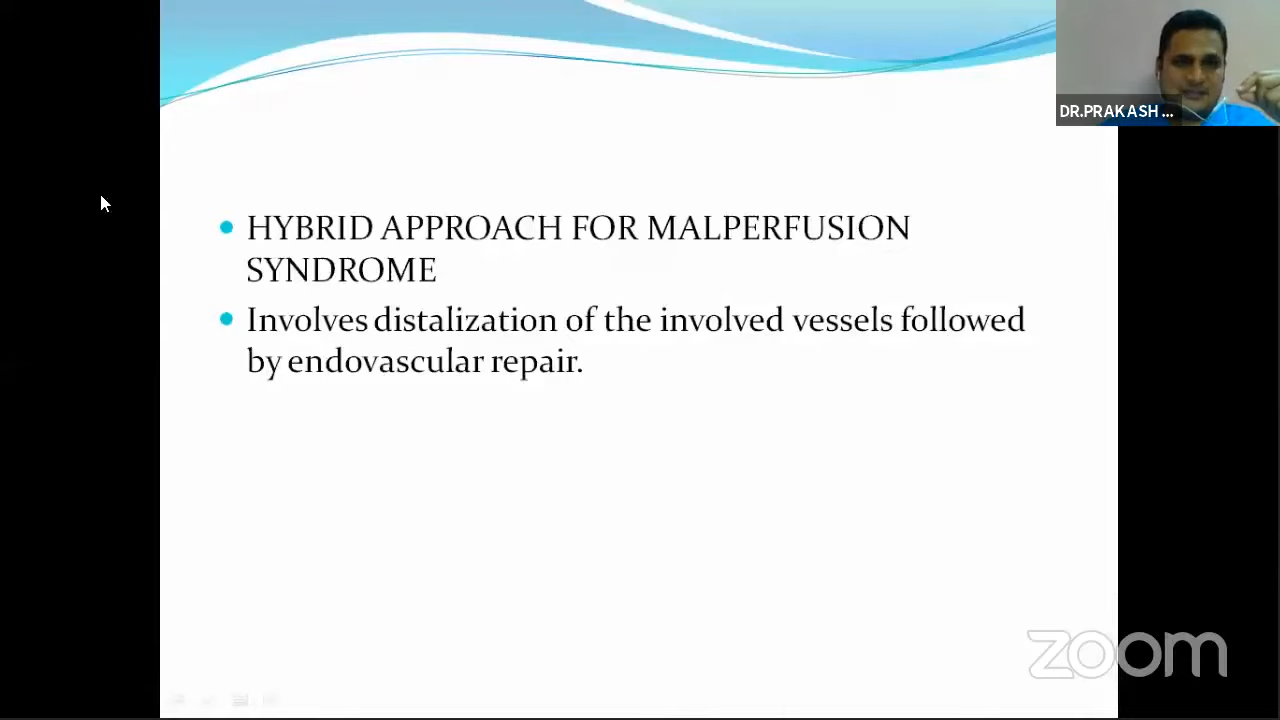 DR.PRAKASH ...
HYBRID APPROACH FOR MALPERFUSION
SYNDROME
Involves distalization of the involved vessels followed
by endovascular repair.
zoom